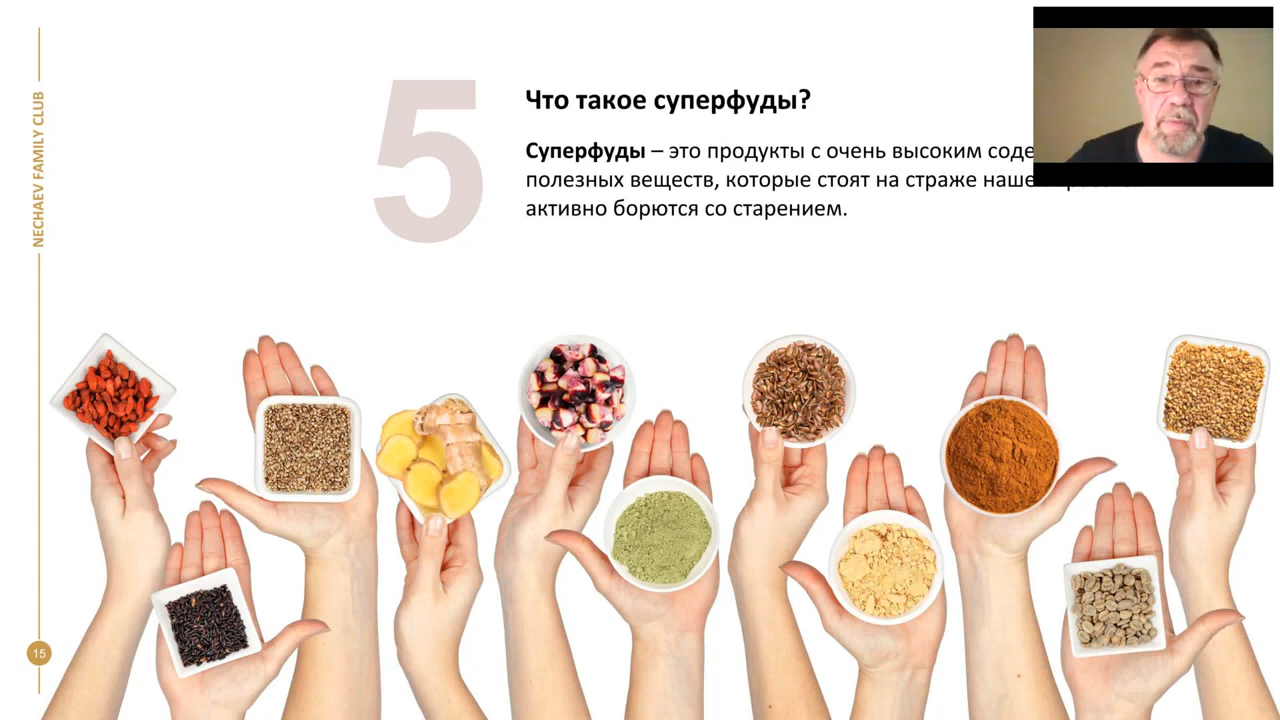 NECHAEV FAMILY CLUB
5
Что такое суперфуды?
Суперфуды – это продукты с очень высоким соде
полезных веществ, которые стоят на страже наше
активно борются со старением.
15